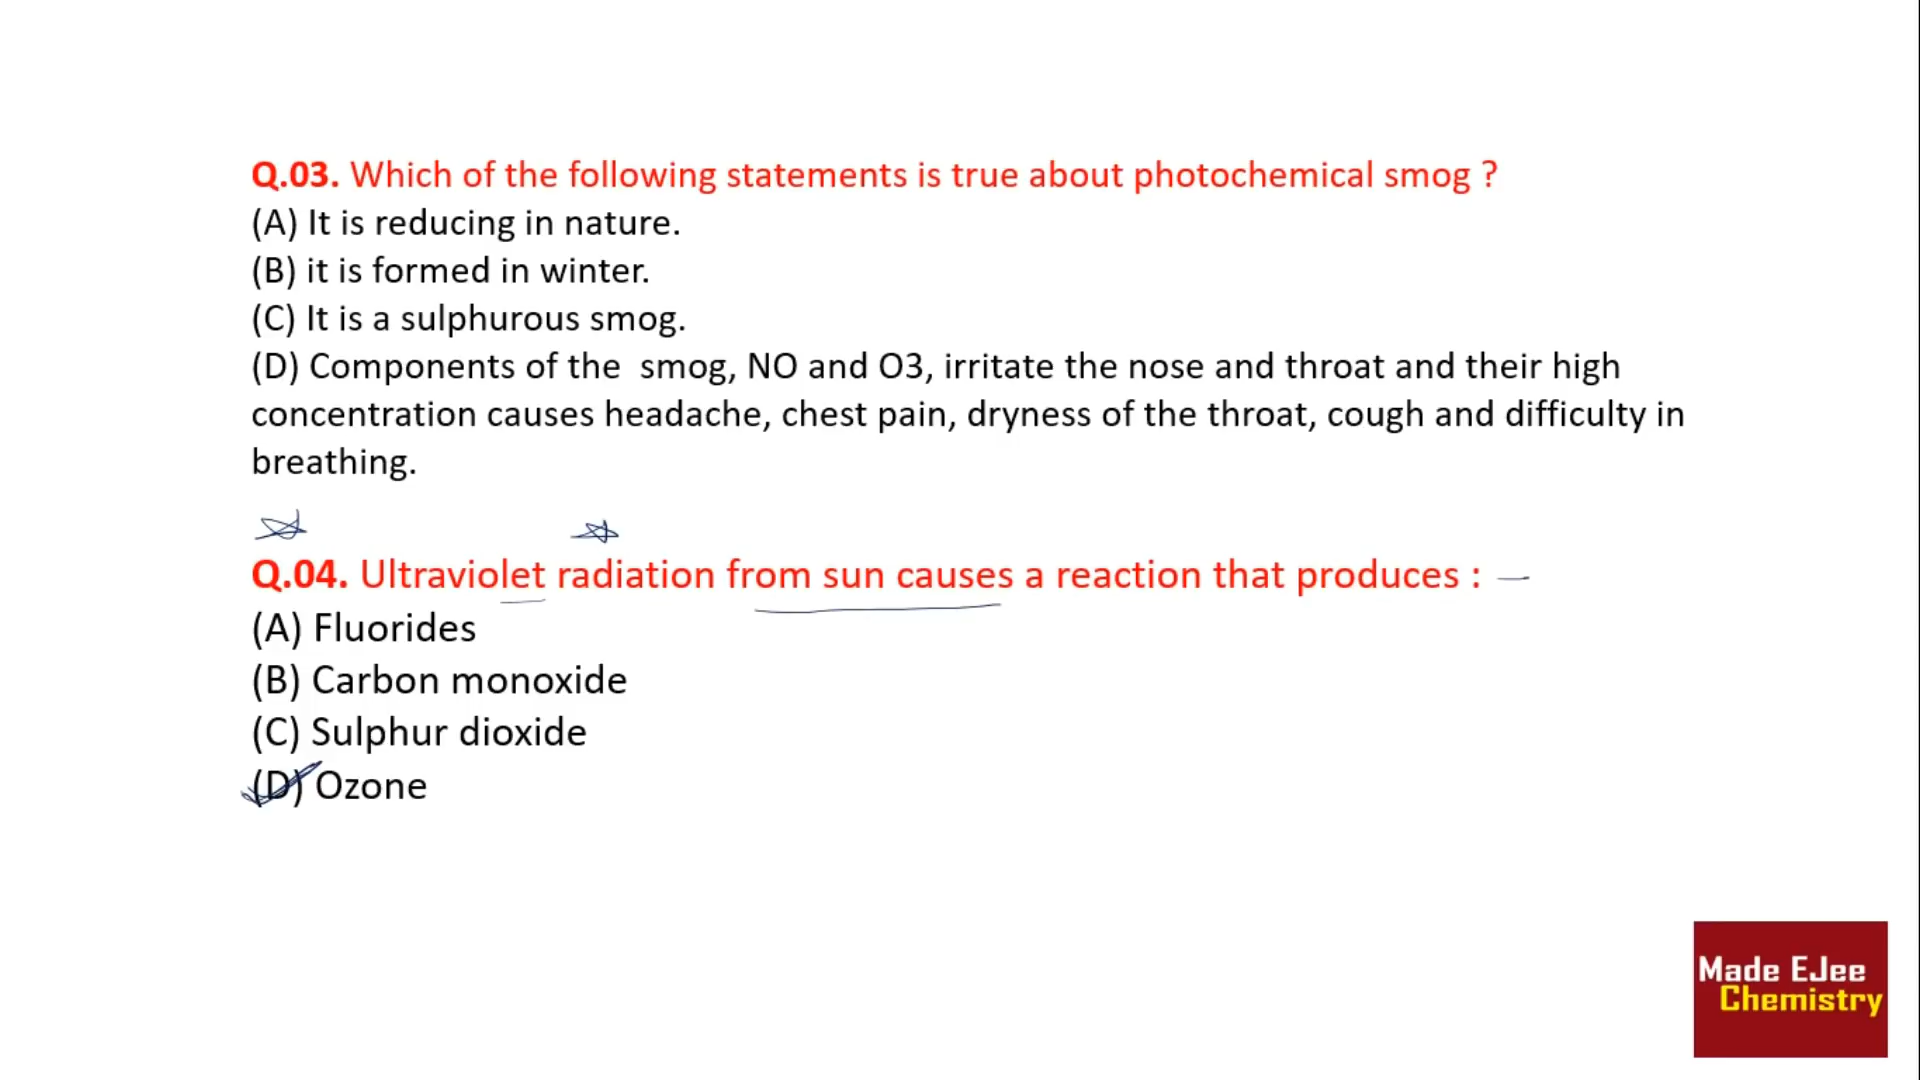 Q.03. Which of the following statements is true about photochemical smog ?
(A) It is reducing in nature.
(B) it is formed in winter.
(C) It is a sulphurous smog.
(D) Components of the  smog, NO and O3, irritate the nose and throat and their high
concentration causes headache, chest pain, dryness of the throat, cough and difficulty in
breathing.
Q.04. Ultraviolet radiation from sun causes a reaction that produces :
(A) Fluorides
(B) Carbon monoxide
(C) Sulphur dioxide
(D) Ozone
Made EJee
Chemistry